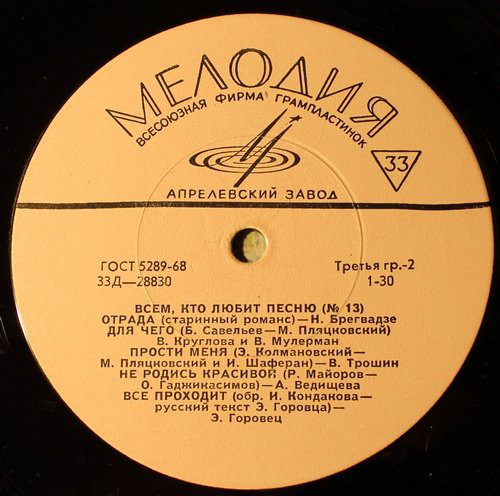 МЕЛОДИЯ
ВСЕСОЮЗНАЯ ФИРМА ГРАМПЛАСТИНОК
33
АПРЕЛЕВСКИЙ ЗАВОД
ГОСТ 5289-68
Третья гр.-2
33Д—28830
1-30
ВСЕМ, КТО ЛЮБИТ ПЕСНЮ (№ 13)
ОТРАДА (старинный романс)—Н. Брегвадзе
ДЛЯ ЧЕГО (Б. Савельев—М. Пляцковский)
В. Круглова и В. Мулерман
ПРОСТИ МЕНЯ (Э. Колмановский—
М. Пляцковский и И. Шаферан)—В. Трошин
НЕ РОДИСЬ КРАСИВОЙ (Р. Майоров—
О. Гаджикасимов)—А. Ведищева
ВСЕ ПРОХОДИТ (обр. И. Кондакова—
русский текст Э. Горовца)—
Э. Горовец